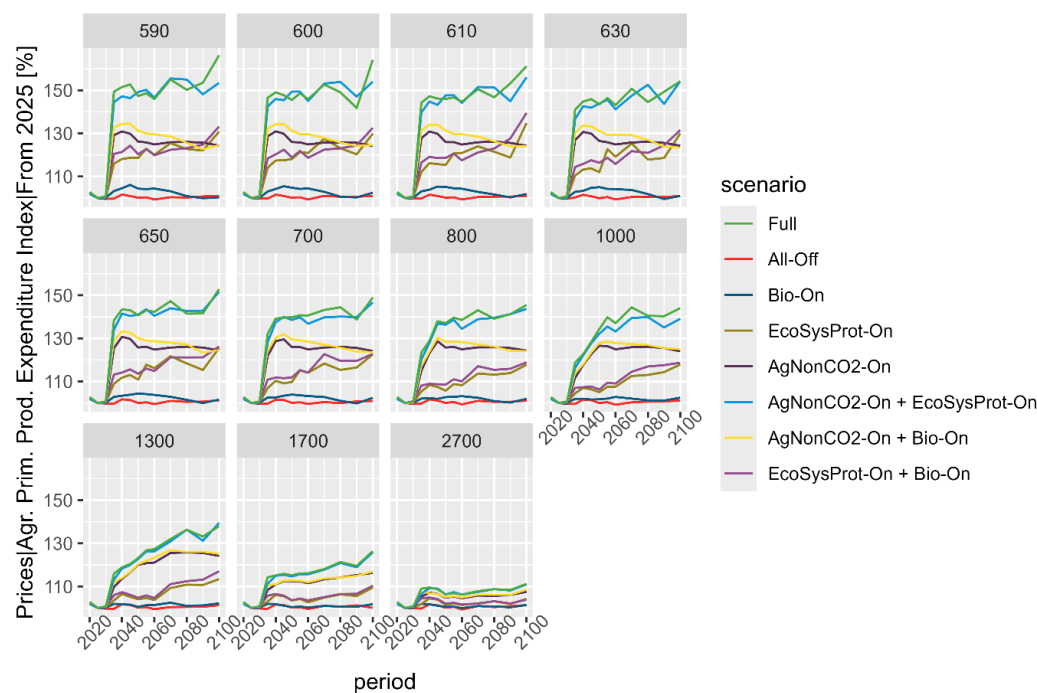 Prices|Agr. Prim. Prod. Expenditure Index|From 2025 [%]
590 600 610 630
150
130
110
650 700 800 1000
150
130
110
2020 2040 2060 2080 2100
1300 1700 2700
150
130
110
2020 2040 2060 2080 2100 2020 2040 2060 2080 2100 2020 2040 2060 2080 2100
period
scenario
Full
All-Off
Bio-On
EcoSysProt-On
AgNonCO2-On
AgNonCO2-On + EcoSysProt-On
AgNonCO2-On + Bio-On
EcoSysProt-On + Bio-On